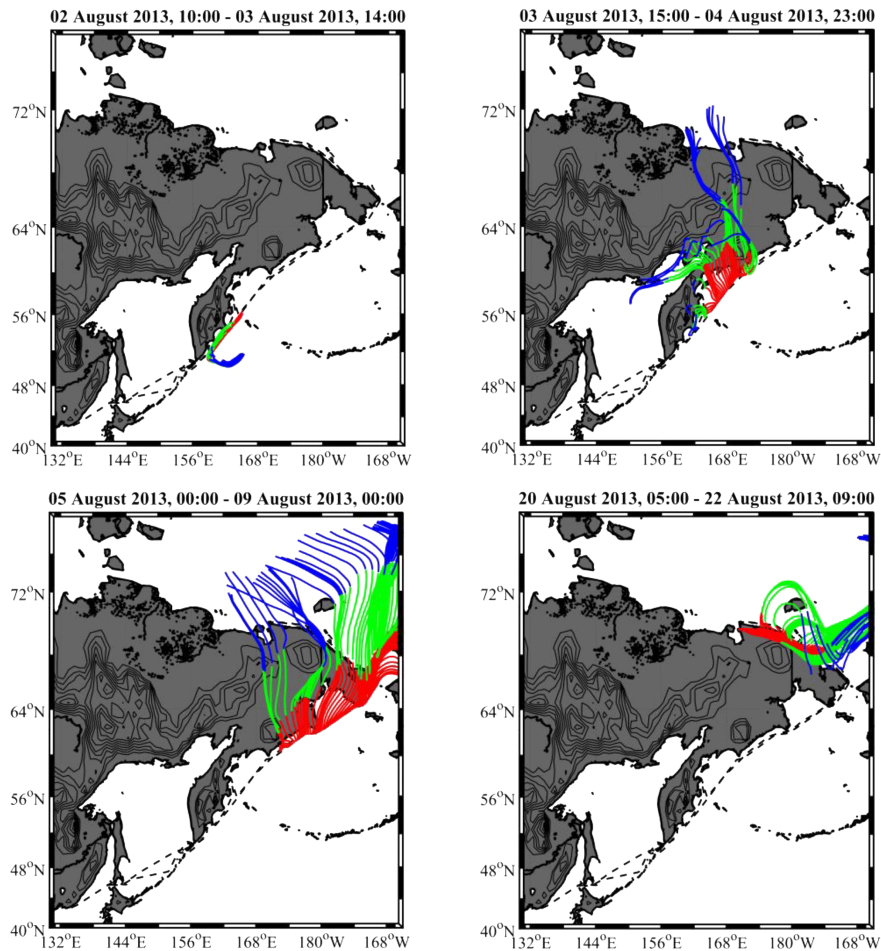 02 August 2013, 10:00 - 03 August 2013, 14:00
72°N
64°N
56°N
48°N
40°N
132°E 144°E 156°E 168°E 180°W 168°W
03 August 2013, 15:00 - 04 August 2013, 23:00
72°N
64°N
56°N
48°N
40°N
132°E 144°E 156°E 168°E 180°W 168°W
05 August 2013, 00:00 - 09 August 2013, 00:00
72°N
64°N
56°N
48°N
40°N
132°E 144°E 156°E 168°E 180°W 168°W
20 August 2013, 05:00 - 22 August 2013, 09:00
72°N
64°N
56°N
48°N
40°N
132°E 144°E 156°E 168°E 180°W 168°W